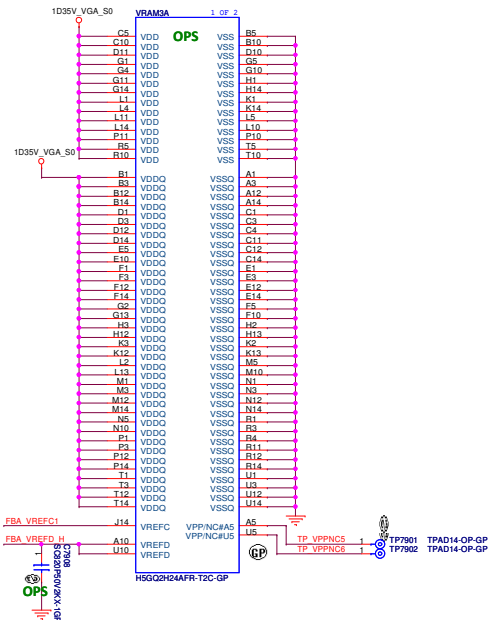 1D35V_VGA_S0 VRAM3A 1 OF 2
OPS
C5 VDD VSS B5
C10 VDD VSS B10
D11 VDD VSS D10
G1 VDD VSS G5
G4 VDD VSS G10
G11 VDD VSS H1
G14 VDD VSS H14
L1 VDD VSS K1
L4 VDD VSS K14
L11 VDD VSS L5
L14 VDD VSS L10
P11 VDD VSS P10
R5 VDD VSS T5
R10 VDD VSS T10
1D35V_VGA_S0
B1 VDDQ VSSQ A1
B3 VDDQ VSSQ A3
B12 VDDQ VSSQ A12
B14 VDDQ VSSQ A14
D1 VDDQ VSSQ C1
D3 VDDQ VSSQ C3
D12 VDDQ VSSQ C4
D14 VDDQ VSSQ C11
E5 VDDQ VSSQ C12
E10 VDDQ VSSQ C14
F1 VDDQ VSSQ E1
F3 VDDQ VSSQ E3
F12 VDDQ VSSQ E12
F14 VDDQ VSSQ E14
G2 VDDQ VSSQ F5
G13 VDDQ VSSQ F10
H3 VDDQ VSSQ H2
H12 VDDQ VSSQ H13
K3 VDDQ VSSQ K2
K12 VDDQ VSSQ K13
L2 VDDQ VSSQ M5
L13 VDDQ VSSQ M10
M1 VDDQ VSSQ N1
M3 VDDQ VSSQ N3
M12 VDDQ VSSQ N12
M14 VDDQ VSSQ N14
N5 VDDQ VSSQ R1
N10 VDDQ VSSQ R3
P1 VDDQ VSSQ R4
P3 VDDQ VSSQ R11
P12 VDDQ VSSQ R12
P14 VDDQ VSSQ R14
T1 VDDQ VSSQ U1
T3 VDDQ VSSQ U3
T12 VDDQ VSSQ U12
T14 VDDQ VSSQ U14
FBA_VREFC1 J14 VREFC VPP/NC#A5 A5
VPP/NC#U5 U5
FBA_VREFD_H A10 VREFD
U10 VREFD
GP
TP_VPPNC5 1 TP7901 TPAD14-OP-GP
TP_VPPNC6 1 TP7902 TPAD14-OP-GP
H5GQ2H24AFR-T2C-GP
C7908
SC820P50V2KX-1GP
OPS